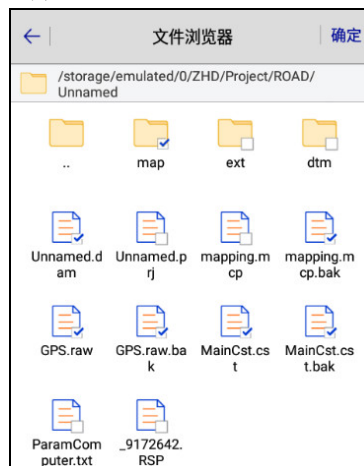 文件浏览器
确定
/storage/emulated/0/ZHD/Project/ROAD/
Unnamed
..
map
ext
dtm
Unnamed.d
am
Unnamed.p
rj
mapping.m
cp
mapping.m
cp.bak
GPS.raw
GPS.raw.ba
k
MainCst.cs
t
MainCst.cs
t.bak
ParamCom
puter.txt
_9172642.
RSP